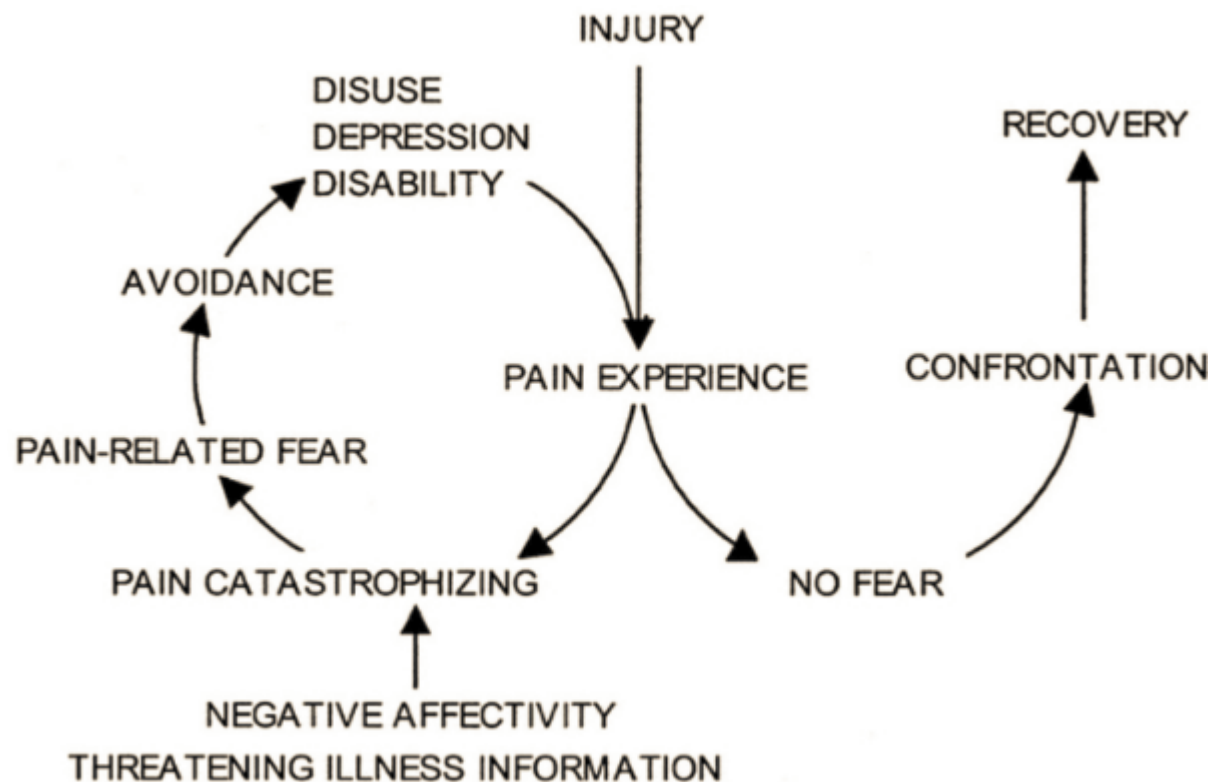 INJURY
DISUSE
DEPRESSION
DISABILITY
RECOVERY
AVOIDANCE
PAIN EXPERIENCE
CONFRONTATION
PAIN-RELATED FEAR
PAIN CATASTROPHIZING
NO FEAR
NEGATIVE AFFECTIVITY
THREATENING ILLNESS INFORMATION